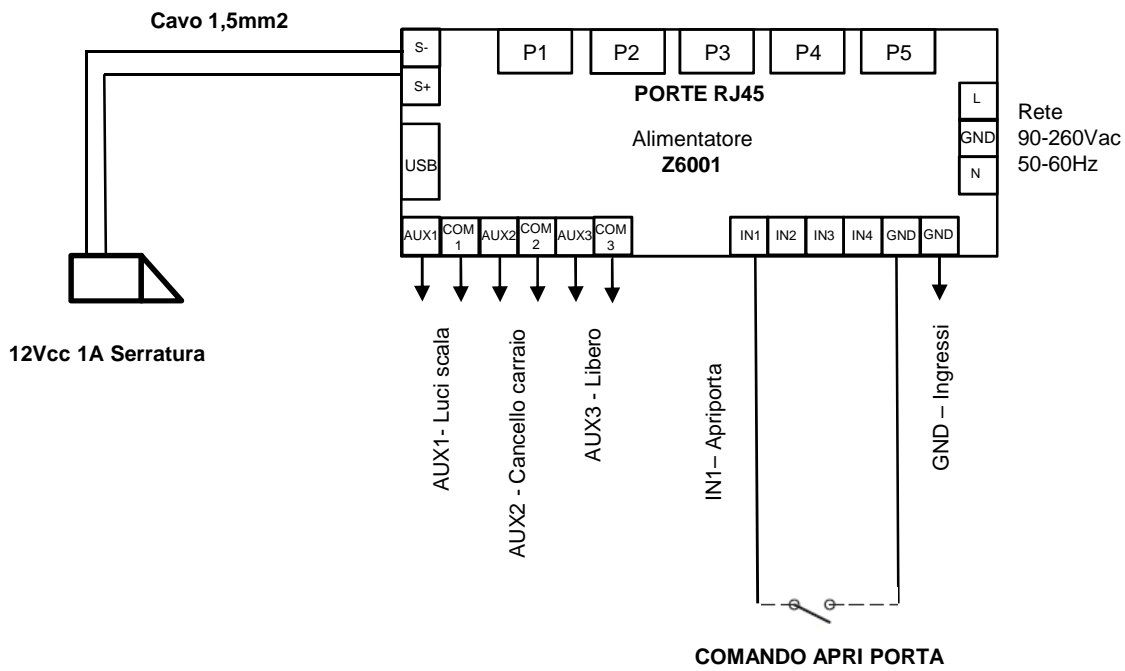 Cavo 1,5mm2
S-
S+
USB
P1 P2 P3 P4 P5
PORTE RJ45
Alimentatore
Z6001
L
GND
N
Rete
90-260Vac
50-60Hz
AUX1 COM 1 AUX2 COM 2 AUX3 COM 3
IN1 IN2 IN3 IN4 GND GND
12Vcc 1A Serratura
AUX1- Luci scala
AUX2 - Cancello carraio
AUX3 - Libero
IN1– Apriporta
GND – Ingressi
COMANDO APRI PORTA